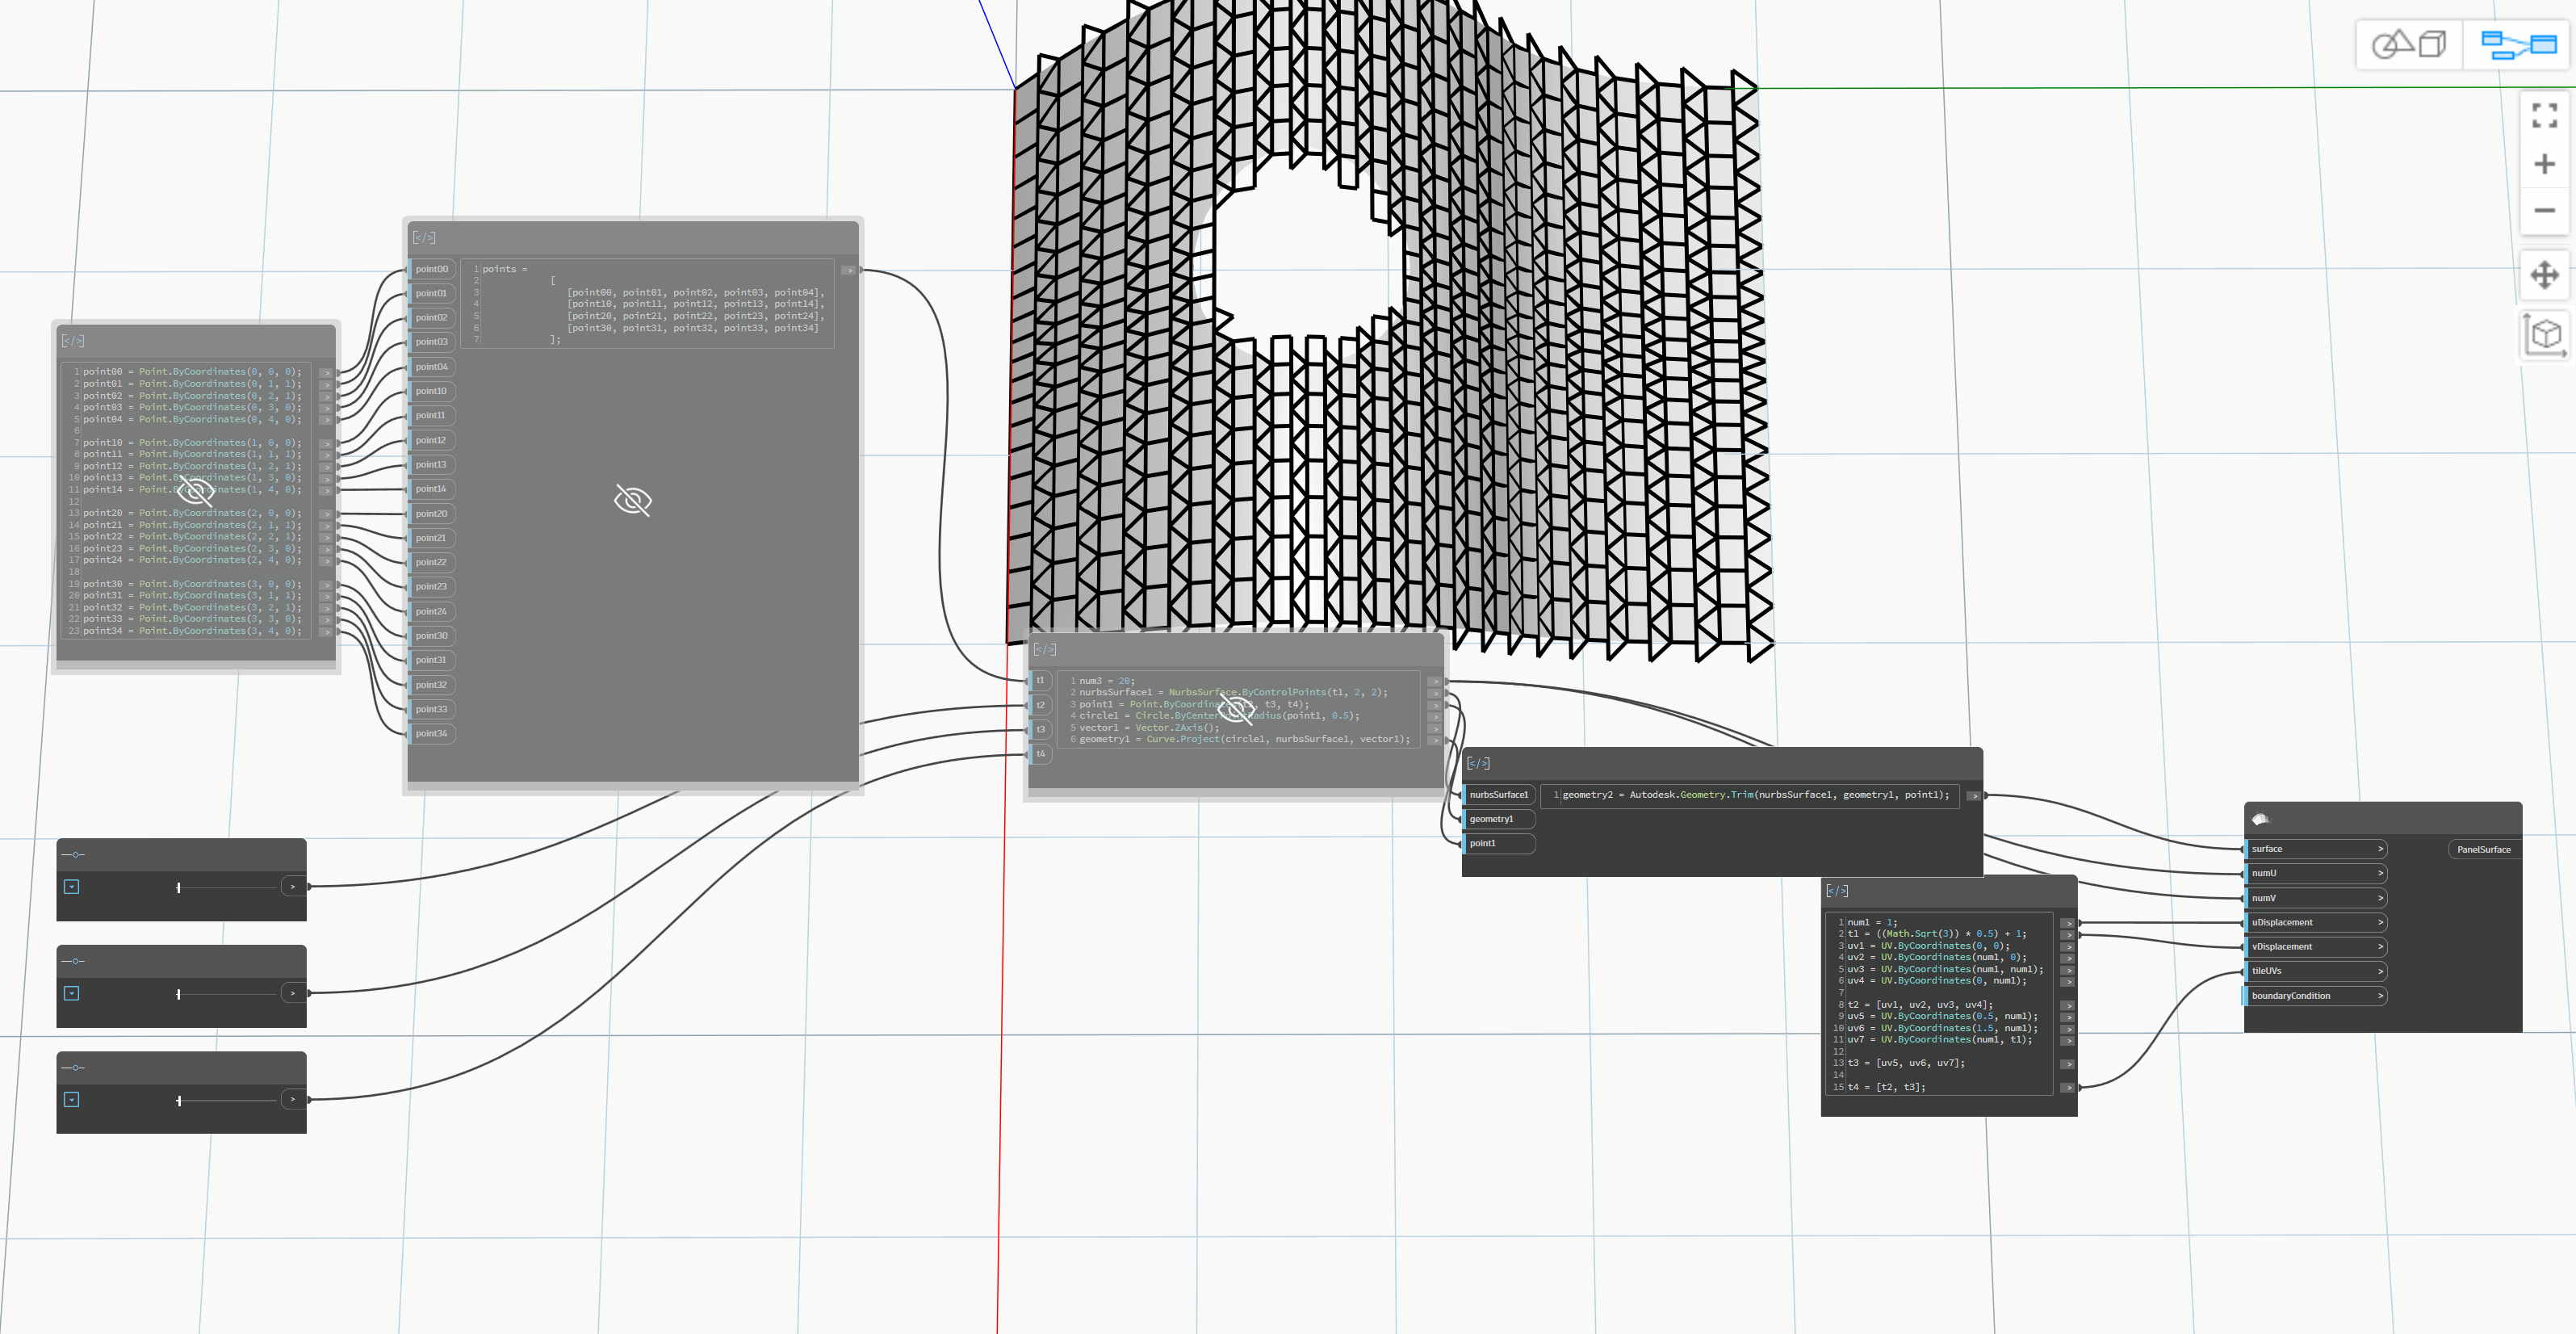 point00
point01
point02
point03
point04
point10
point11
point12
point13
point14
point20
point21
point22
point23
point24
point30
point31
point32
point33
point34
1 points =
2 [
3 [point00, point01, point02, point03, point04],
4 [point10, point11, point12, point13, point14],
5 [point20, point21, point22, point23, point24],
6 [point30, point31, point32, point33, point34]
7 ];
1 point00 = Point.ByCoordinates(0, 0, 0);
2 point01 = Point.ByCoordinates(0, 1, 1);
3 point02 = Point.ByCoordinates(0, 2, 1);
4 point03 = Point.ByCoordinates(0, 3, 0);
5 point04 = Point.ByCoordinates(0, 4, 0);
6
7 point10 = Point.ByCoordinates(1, 0, 0);
8 point11 = Point.ByCoordinates(1, 1, 1);
9 point12 = Point.ByCoordinates(1, 2, 1);
10 point13 = Point.ByCoordinates(1, 3, 0);
11 point14 = Point.ByCoordinates(1, 4, 0);
12
13 point20 = Point.ByCoordinates(2, 0, 0);
14 point21 = Point.ByCoordinates(2, 1, 1);
15 point22 = Point.ByCoordinates(2, 2, 1);
16 point23 = Point.ByCoordinates(2, 3, 0);
17 point24 = Point.ByCoordinates(2, 4, 0);
18
19 point30 = Point.ByCoordinates(3, 0, 0);
20 point31 = Point.ByCoordinates(3, 1, 1);
21 point32 = Point.ByCoordinates(3, 2, 1);
22 point33 = Point.ByCoordinates(3, 3, 0);
23 point34 = Point.ByCoordinates(3, 4, 0);
t1
t2
t3
t4
1 num3 = 20;
2 nurbsSurface1 = NurbsSurface.ByControlPoints(t1, 2, 2);
3 point1 = Point.ByCoordinates t3, t4);
4 circle1 = Circle.ByCenterPointRadius(point1, 0.5);
5 vector1 = Vector.ZAxis();
6 geometry1 = Curve.Project(circle1, nurbsSurface1, vector1);
nurbsSurface1
geometry1
point1
1 geometry2 = Autodesk.Geometry.Trim(nurbsSurface1, geometry1, point1);
1 num1 = 1;
2 t1 = ((Math.Sqrt(3)) * 0.5) + 1;
3 uv1 = UV.ByCoordinates(0, 0);
4 uv2 = UV.ByCoordinates(num1, 0);
5 uv3 = UV.ByCoordinates(num1, num1);
6 uv4 = UV.ByCoordinates(0, num1);
7
8 t2 = [uv1, uv2, uv3, uv4];
9 uv5 = UV.ByCoordinates(0.5, num1);
10 uv6 = UV.ByCoordinates(1.5, num1);
11 uv7 = UV.ByCoordinates(num1, t1);
12
13 t3 = [uv5, uv6, uv7];
14
15 t4 = [t2, t3];
surface >
numU >
numV >
uDisplacement >
vDisplacement >
tileUVs >
boundaryCondition >
PanelSurface